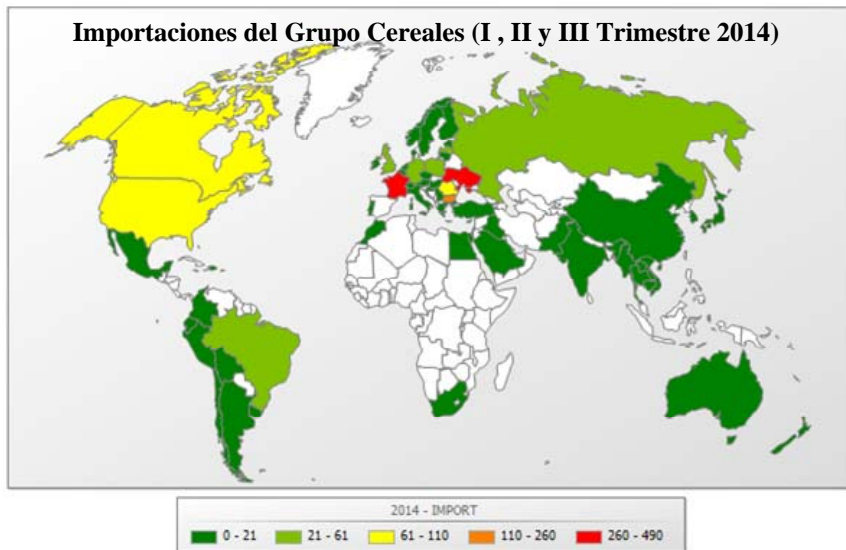 Importaciones del Grupo Cereales (I , II y III Trimestre 2014)
2014 - IMPORT
0 - 21 21 - 61 61 - 110 110 - 260 260 - 490